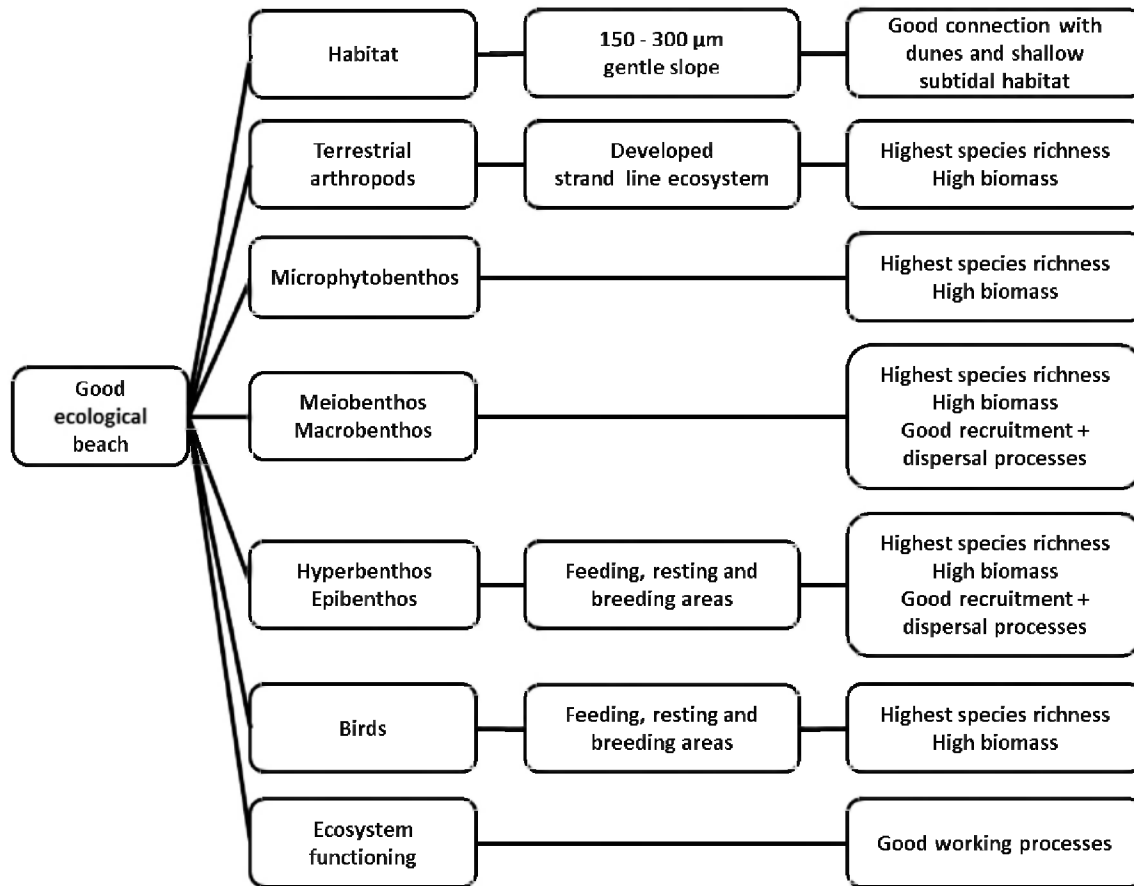 Habitat
150 - 300 µm
gentle slope
Good connection with
dunes and shallow
subtidal habitat
Terrestrial
arthropods
Developed
strand line ecosystem
Highest species richness
High biomass
Microphytobenthos
Highest species richness
High biomass
Good
ecological
beach
Meiobenthos
Macrobenthos
Highest species richness
High biomass
Good recruitment +
dispersal processes
Hyperbenthos
Epibenthos
Feeding, resting and
breeding areas
Highest species richness
High biomass
Good recruitment +
dispersal processes
Birds
Feeding, resting and
breeding areas
Highest species richness
High biomass
Ecosystem
functioning
Good working processes